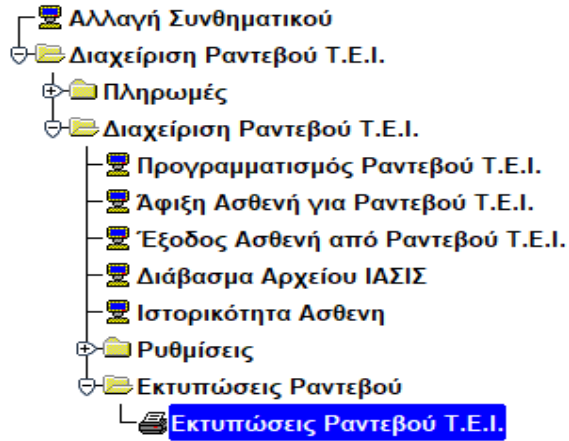 Αλλαγή Συνθηματικού
Διαχείριση Ραντεβού Τ.Ε.Ι.
Πληρωμές
Διαχείριση Ραντεβού Τ.Ε.Ι.
Προγραμματισμός Ραντεβού Τ.Ε.Ι.
Άφιξη Ασθενή για Ραντεβού Τ.Ε.Ι.
Έξοδος Ασθενή από Ραντεβού Τ.Ε.Ι.
Διάβασμα Αρχείου ΙΑΣΙΣ
Ιστορικότητα Ασθενη
Ρυθμίσεις
Εκτυπώσεις Ραντεβού
Εκτυπώσεις Ραντεβού Τ.Ε.Ι.